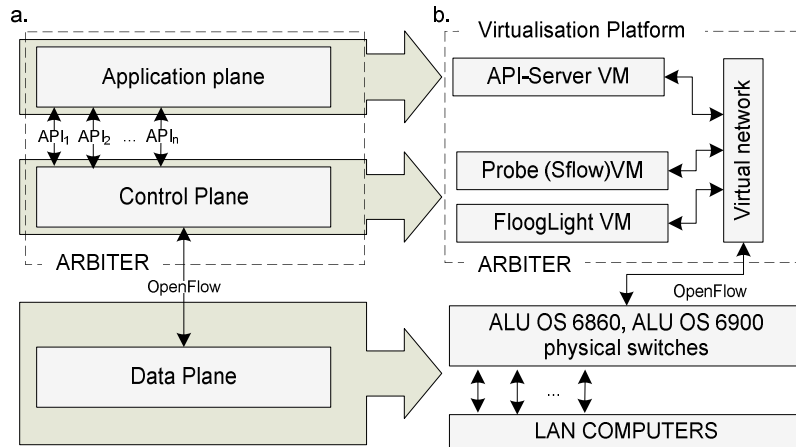 a.
Application plane
API1 API2 ... APIn
Control Plane
ARBITER
OpenFlow
Data Plane
b.
Virtualisation Platform
API-Server VM
Probe (Sflow)VM
FloogLight VM
Virtual network
ARBITER
OpenFlow
ALU OS 6860, ALU OS 6900
physical switches
...
LAN COMPUTERS